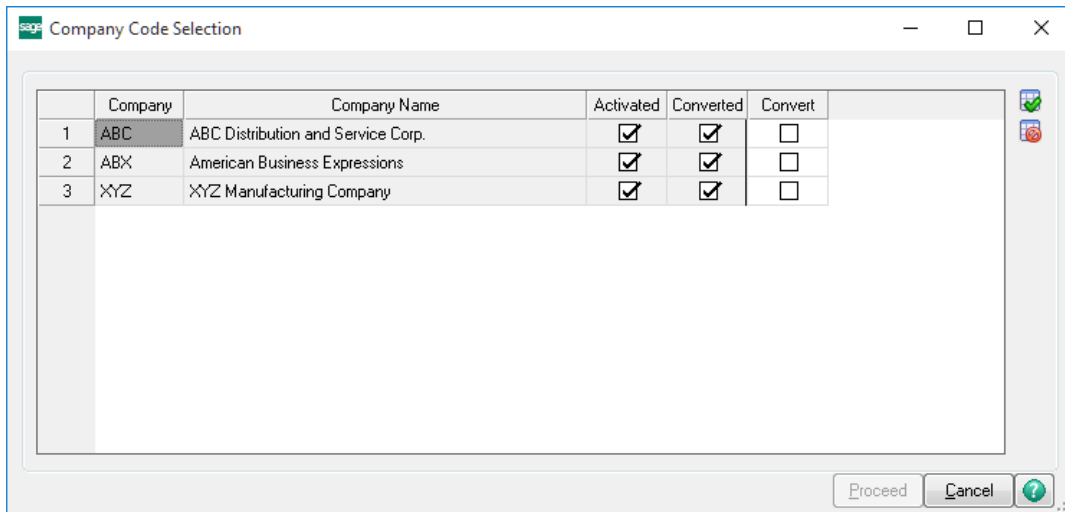 sage Company Code Selection
Company Company Name Activated Converted Convert
1 ABC ABC Distribution and Service Corp.
2 ABX American Business Expressions
3 XYZ XYZ Manufacturing Company
Proceed Cancel ?